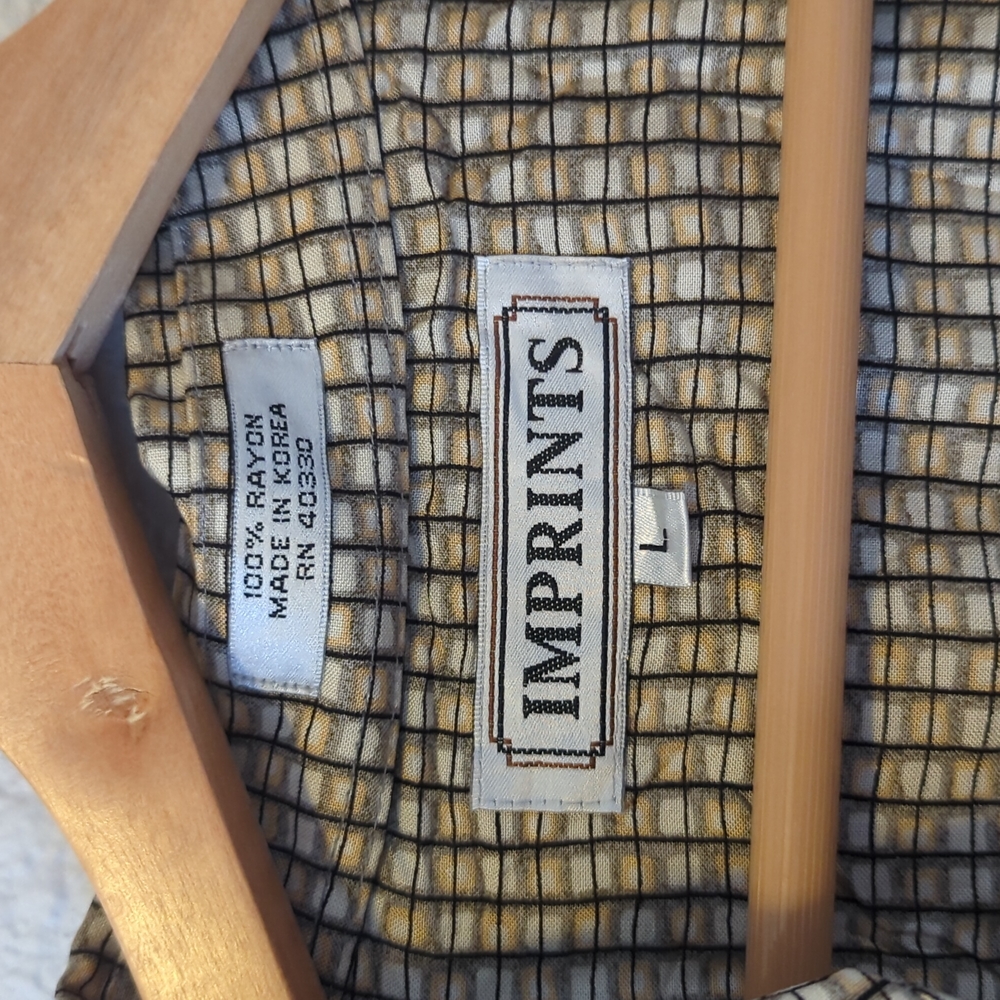 100% RAYON
MADE IN KOREA
RN 40330
IMPRINTS
L